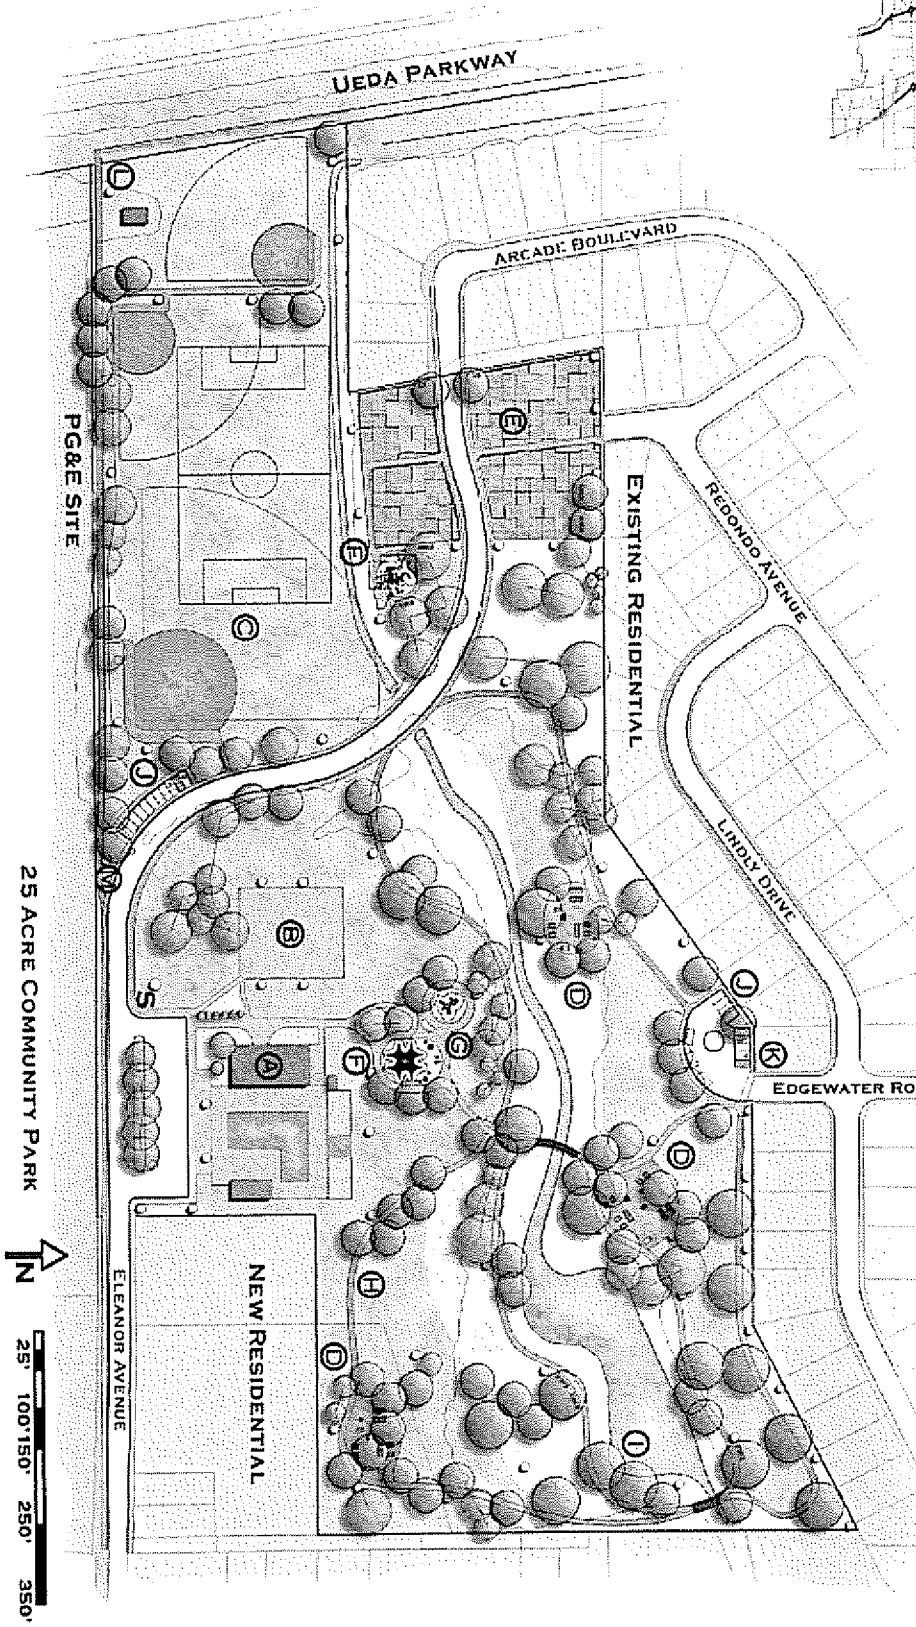 UEDA PARKWAY
ARCADE BOULEVARD
REDONDO AVENUE
EXISTING RESIDENTIAL
LINDLY DRIVE
EDGEWATER RO
PG&E SITE
NEW RESIDENTIAL
ELEANOR AVENUE
25 ACRE COMMUNITY PARK
N
25' 100' 150' 250' 350'
L
E
E
C
J
M
B
S
A
F
G
D
J
K
D
H
D
I